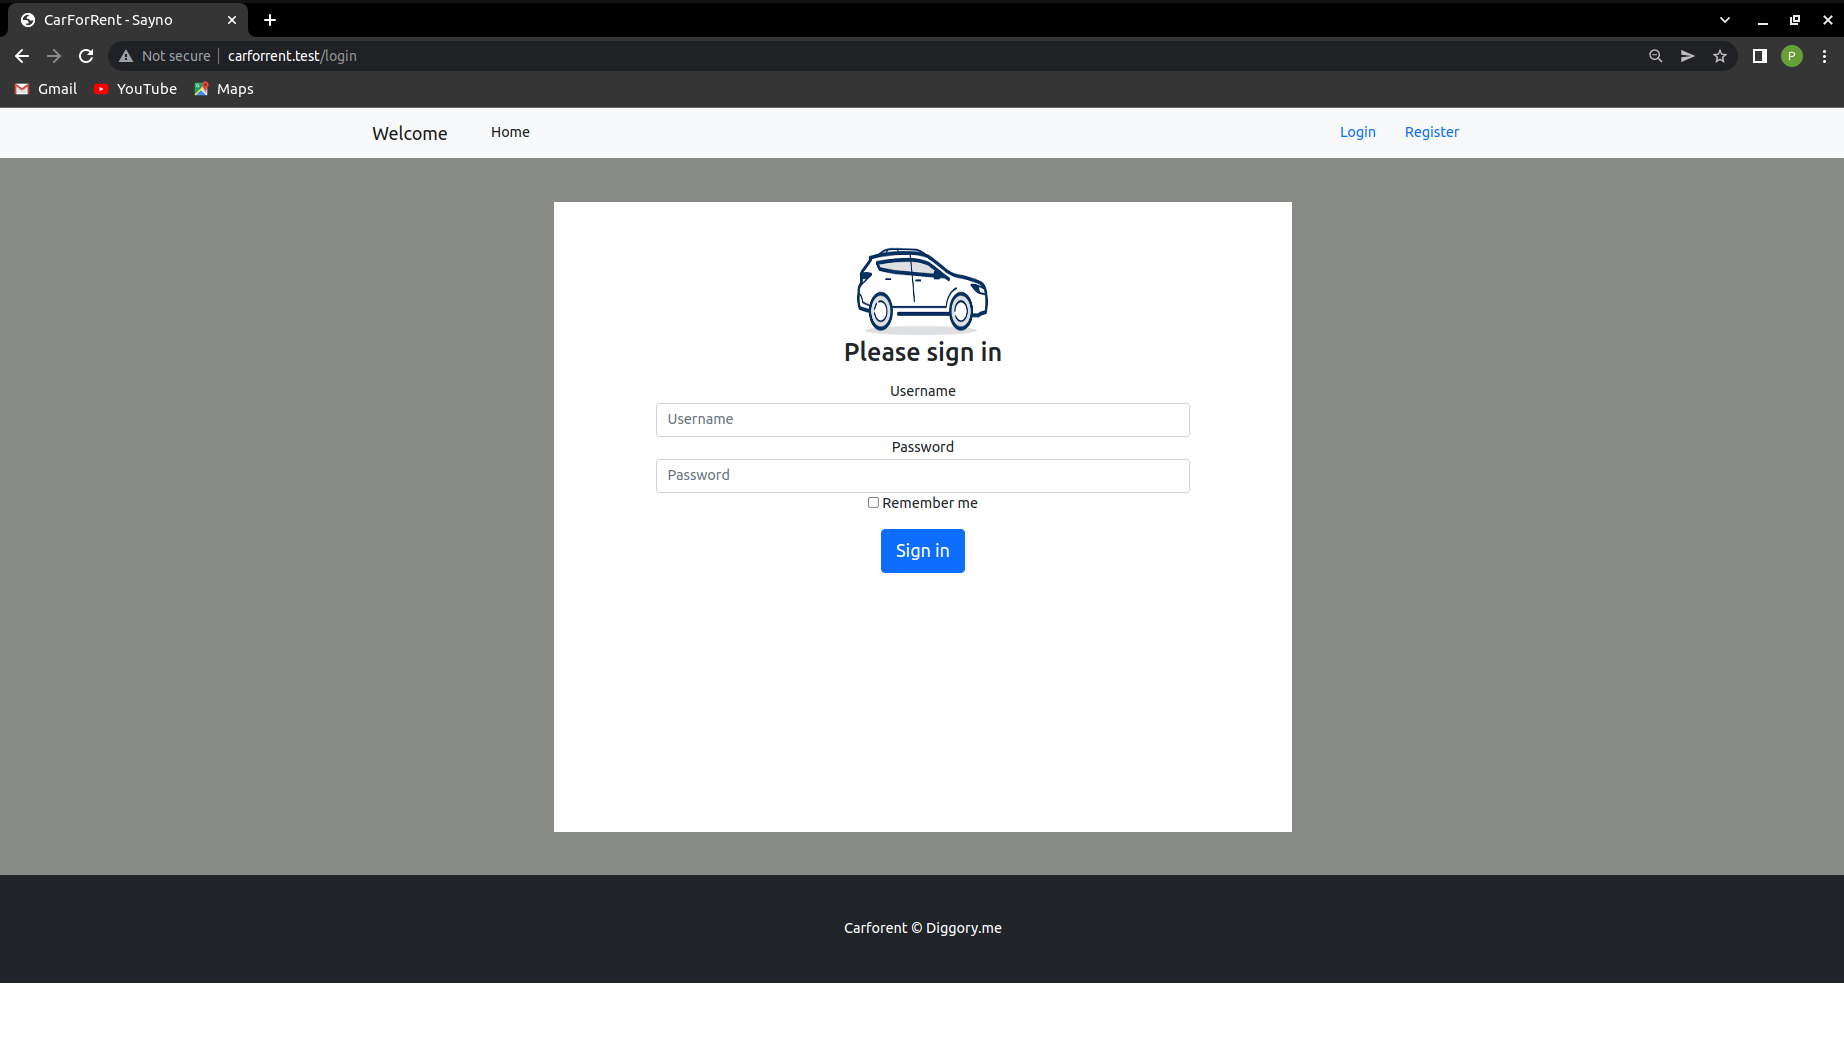 CarForRent - Sayno
Not secure carforrent.test/login
P
Gmail YouTube Maps
Welcome Home Login Register
Please sign in
Username
Username
Password
Password
Remember me
Sign in
Carforent © Diggory.me